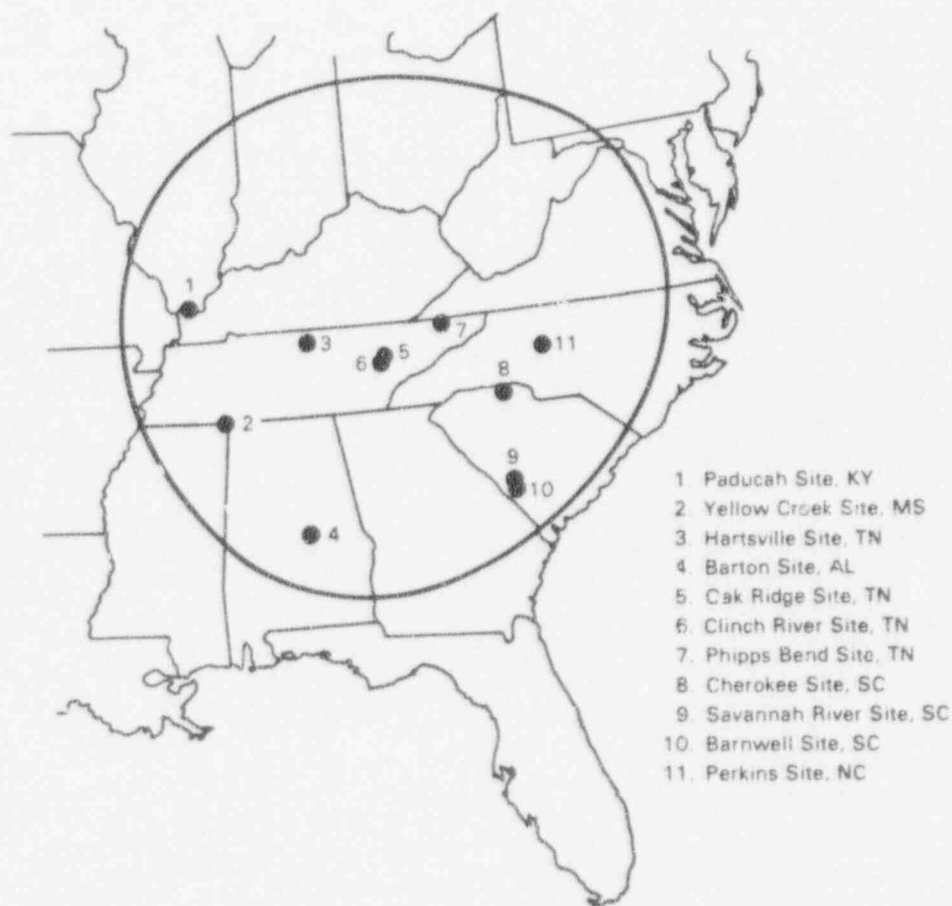 1
2
3
4
5
6
7
8
9
10
11
1. Paducah Site, KY
2. Yellow Creek Site, MS
3. Hartsville Site, TN
4. Barton Site, AL
5. Oak Ridge Site, TN
6. Clinch River Site, TN
7. Phipps Bend Site, TN
8. Cherokee Site, SC
9. Savannah River Site, SC
10. Barnwell Site, SC
11. Perkins Site, NC